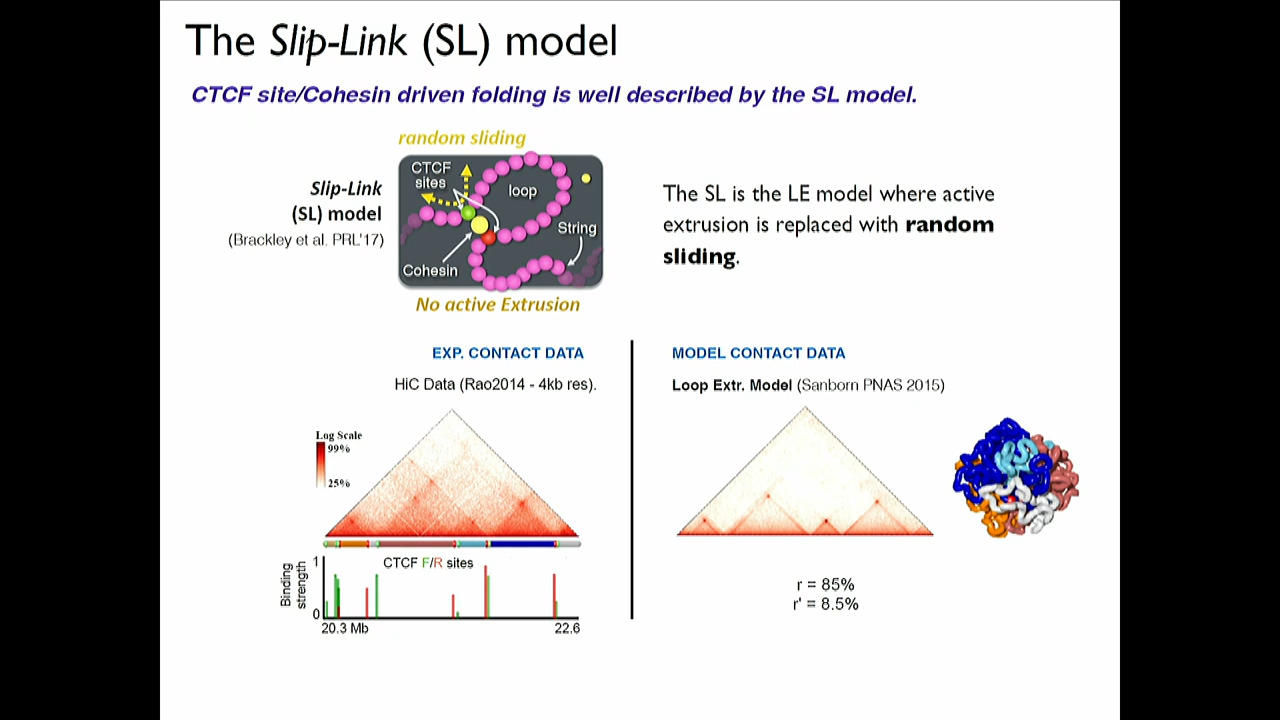 The Slip-Link (SL) model
CTCF site/Cohesin driven folding is well described by the SL model.
random sliding
CTCF
sites
loop
String
Cohesin
No active Extrusion
Slip-Link
(SL) model
(Brackley et al. PRL'17)
The SL is the LE model where active
extrusion is replaced with random
sliding.
EXP. CONTACT DATA
HiC Data (Rao2014 - 4kb res).
Log Scale
99%
25%
CTCF F/R sites
Binding
strength
1
0
20.3 Mb
22.6
MODEL CONTACT DATA
Loop Extr. Model (Sanborn PNAS 2015)
r = 85%
r' = 8.5%